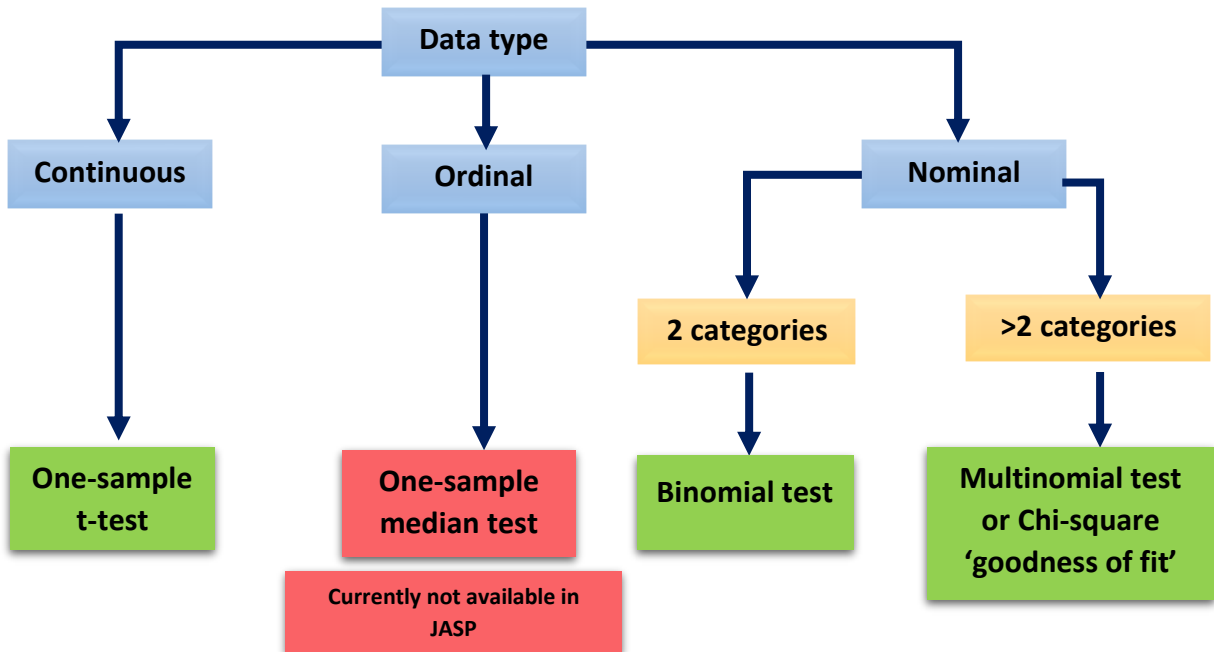 Data type
Continuous
Ordinal
Nominal
2 categories
>2 categories
One-sample
t-test
One-sample
median test
Binomial test
Multinomial test
or Chi-square
‘goodness of fit’
Currently not available in
JASP